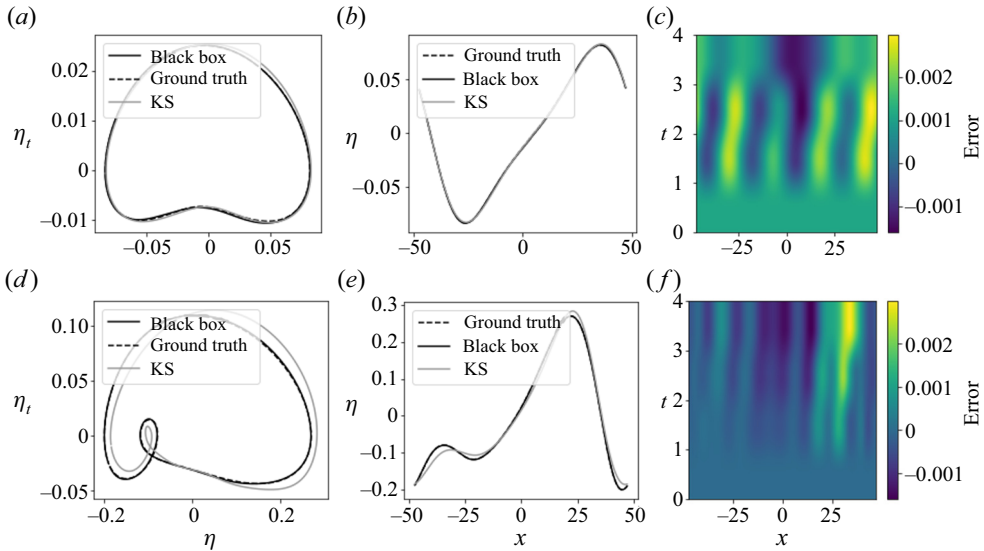 (a)
(b)
(c)
Black box
Ground truth
KS
0.02
0.01
0
–0.01
ηt
–0.05
0
0.05
Ground truth
Black box
KS
0.05
0
–0.05
η
–50
–25
0
25
50
4
3
2
1
0
t
–25
0
25
0.002
0.001
0
–0.001
Error
(d)
(e)
(f)
Black box
Ground truth
KS
0.10
0.05
0
–0.05
ηt
–0.2
0
0.2
η
Ground truth
Black box
KS
0.3
0.2
0.1
0
–0.1
–0.2
η
–50
–25
0
25
50
x
4
3
2
1
0
t
–25
0
25
x
0.002
0.001
0
–0.001
Error